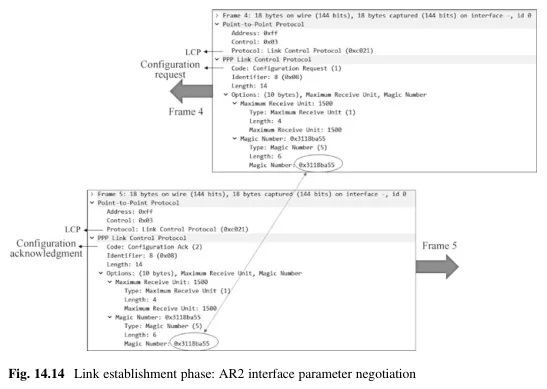 > Frame 4: 18 bytes on wire (144 bits), 18 bytes captured (144 bits) on interface -, id 0
Point-to-Point Protocol
Address: 0xff
Control: 0x03
LCP
Protocol: Link Control Protocol (0xc021)
PPP Link Control Protocol
Configuration
request
Code: Configuration Request (1)
Identifier: 8 (0x08)
Length: 14
Options: (10 bytes), Maximum Receive Unit, Magic Number
Maximum Receive Unit: 1500
Type: Maximum Receive Unit (1)
Length: 4
Maximum Receive Unit: 1500
Magic Number: 0x3118ba55
Type: Magic Number (5)
Length: 6
Magic Number: 0x3118ba55
Frame 4
> Frame 5: 18 bytes on wire (144 bits), 18 bytes captured (144 bits) on interface -, id 0
Point-to-Point Protocol
Address: 0xff
Control: 0x03
LCP
Protocol: Link Control Protocol (0xc021)
PPP Link Control Protocol
Configuration
acknowledgment
Code: Configuration Ack (2)
Identifier: 8 (0x08)
Length: 14
Options: (10 bytes), Maximum Receive Unit, Magic Number
Maximum Receive Unit: 1500
Type: Maximum Receive Unit (1)
Length: 4
Maximum Receive Unit: 1500
Magic Number: 0x3118ba55
Type: Magic Number (5)
Length: 6
Magic Number: 0x3118ba55
Frame 5
Fig. 14.14 Link establishment phase: AR2 interface parameter negotiation